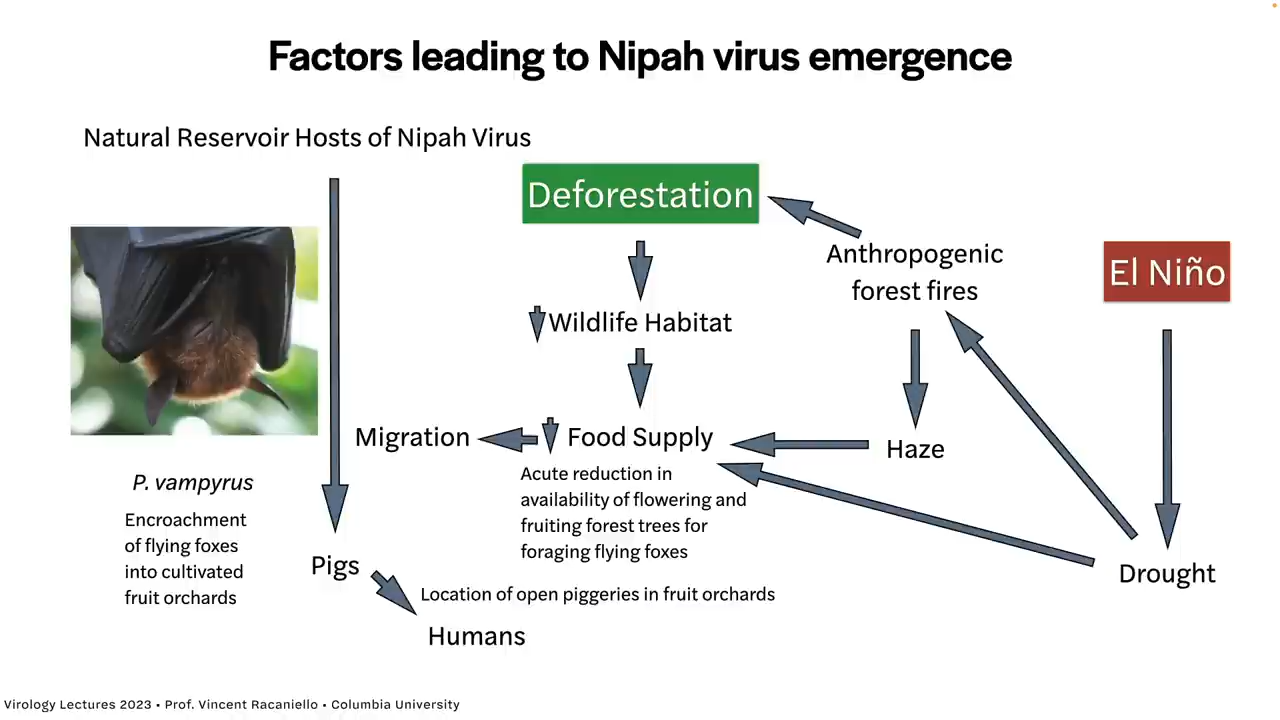 Factors leading to Nipah virus emergence
Natural Reservoir Hosts of Nipah Virus
Deforestation
Anthropogenic
forest fires
El Niño
Wildlife Habitat
Migration
Food Supply
Haze
Acute reduction in
availability of flowering and
fruiting forest trees for
foraging flying foxes
P. vampyrus
Encroachment
of flying foxes
into cultivated
fruit orchards
Pigs
Drought
Location of open piggeries in fruit orchards
Humans
Virology Lectures 2023 • Prof. Vincent Racaniello • Columbia University